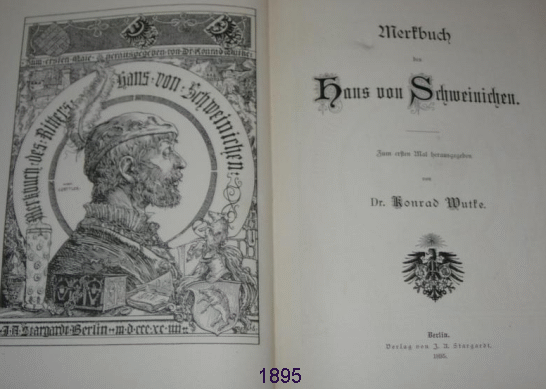 zum ersten Male herausgegeben von Dr. Konrad Wutke
Merkbuch des Ritters Hans von Schweinichen
J.A. Stargardt Berlin m.d.ccc.xc.iiii
Merkbuch
des
Hans von Schweinichen.
Zum ersten Mal herausgegeben
von
Dr. Konrad Wutke.
Berlin.
Verlag von J. A. Stargardt.
1895.
1895